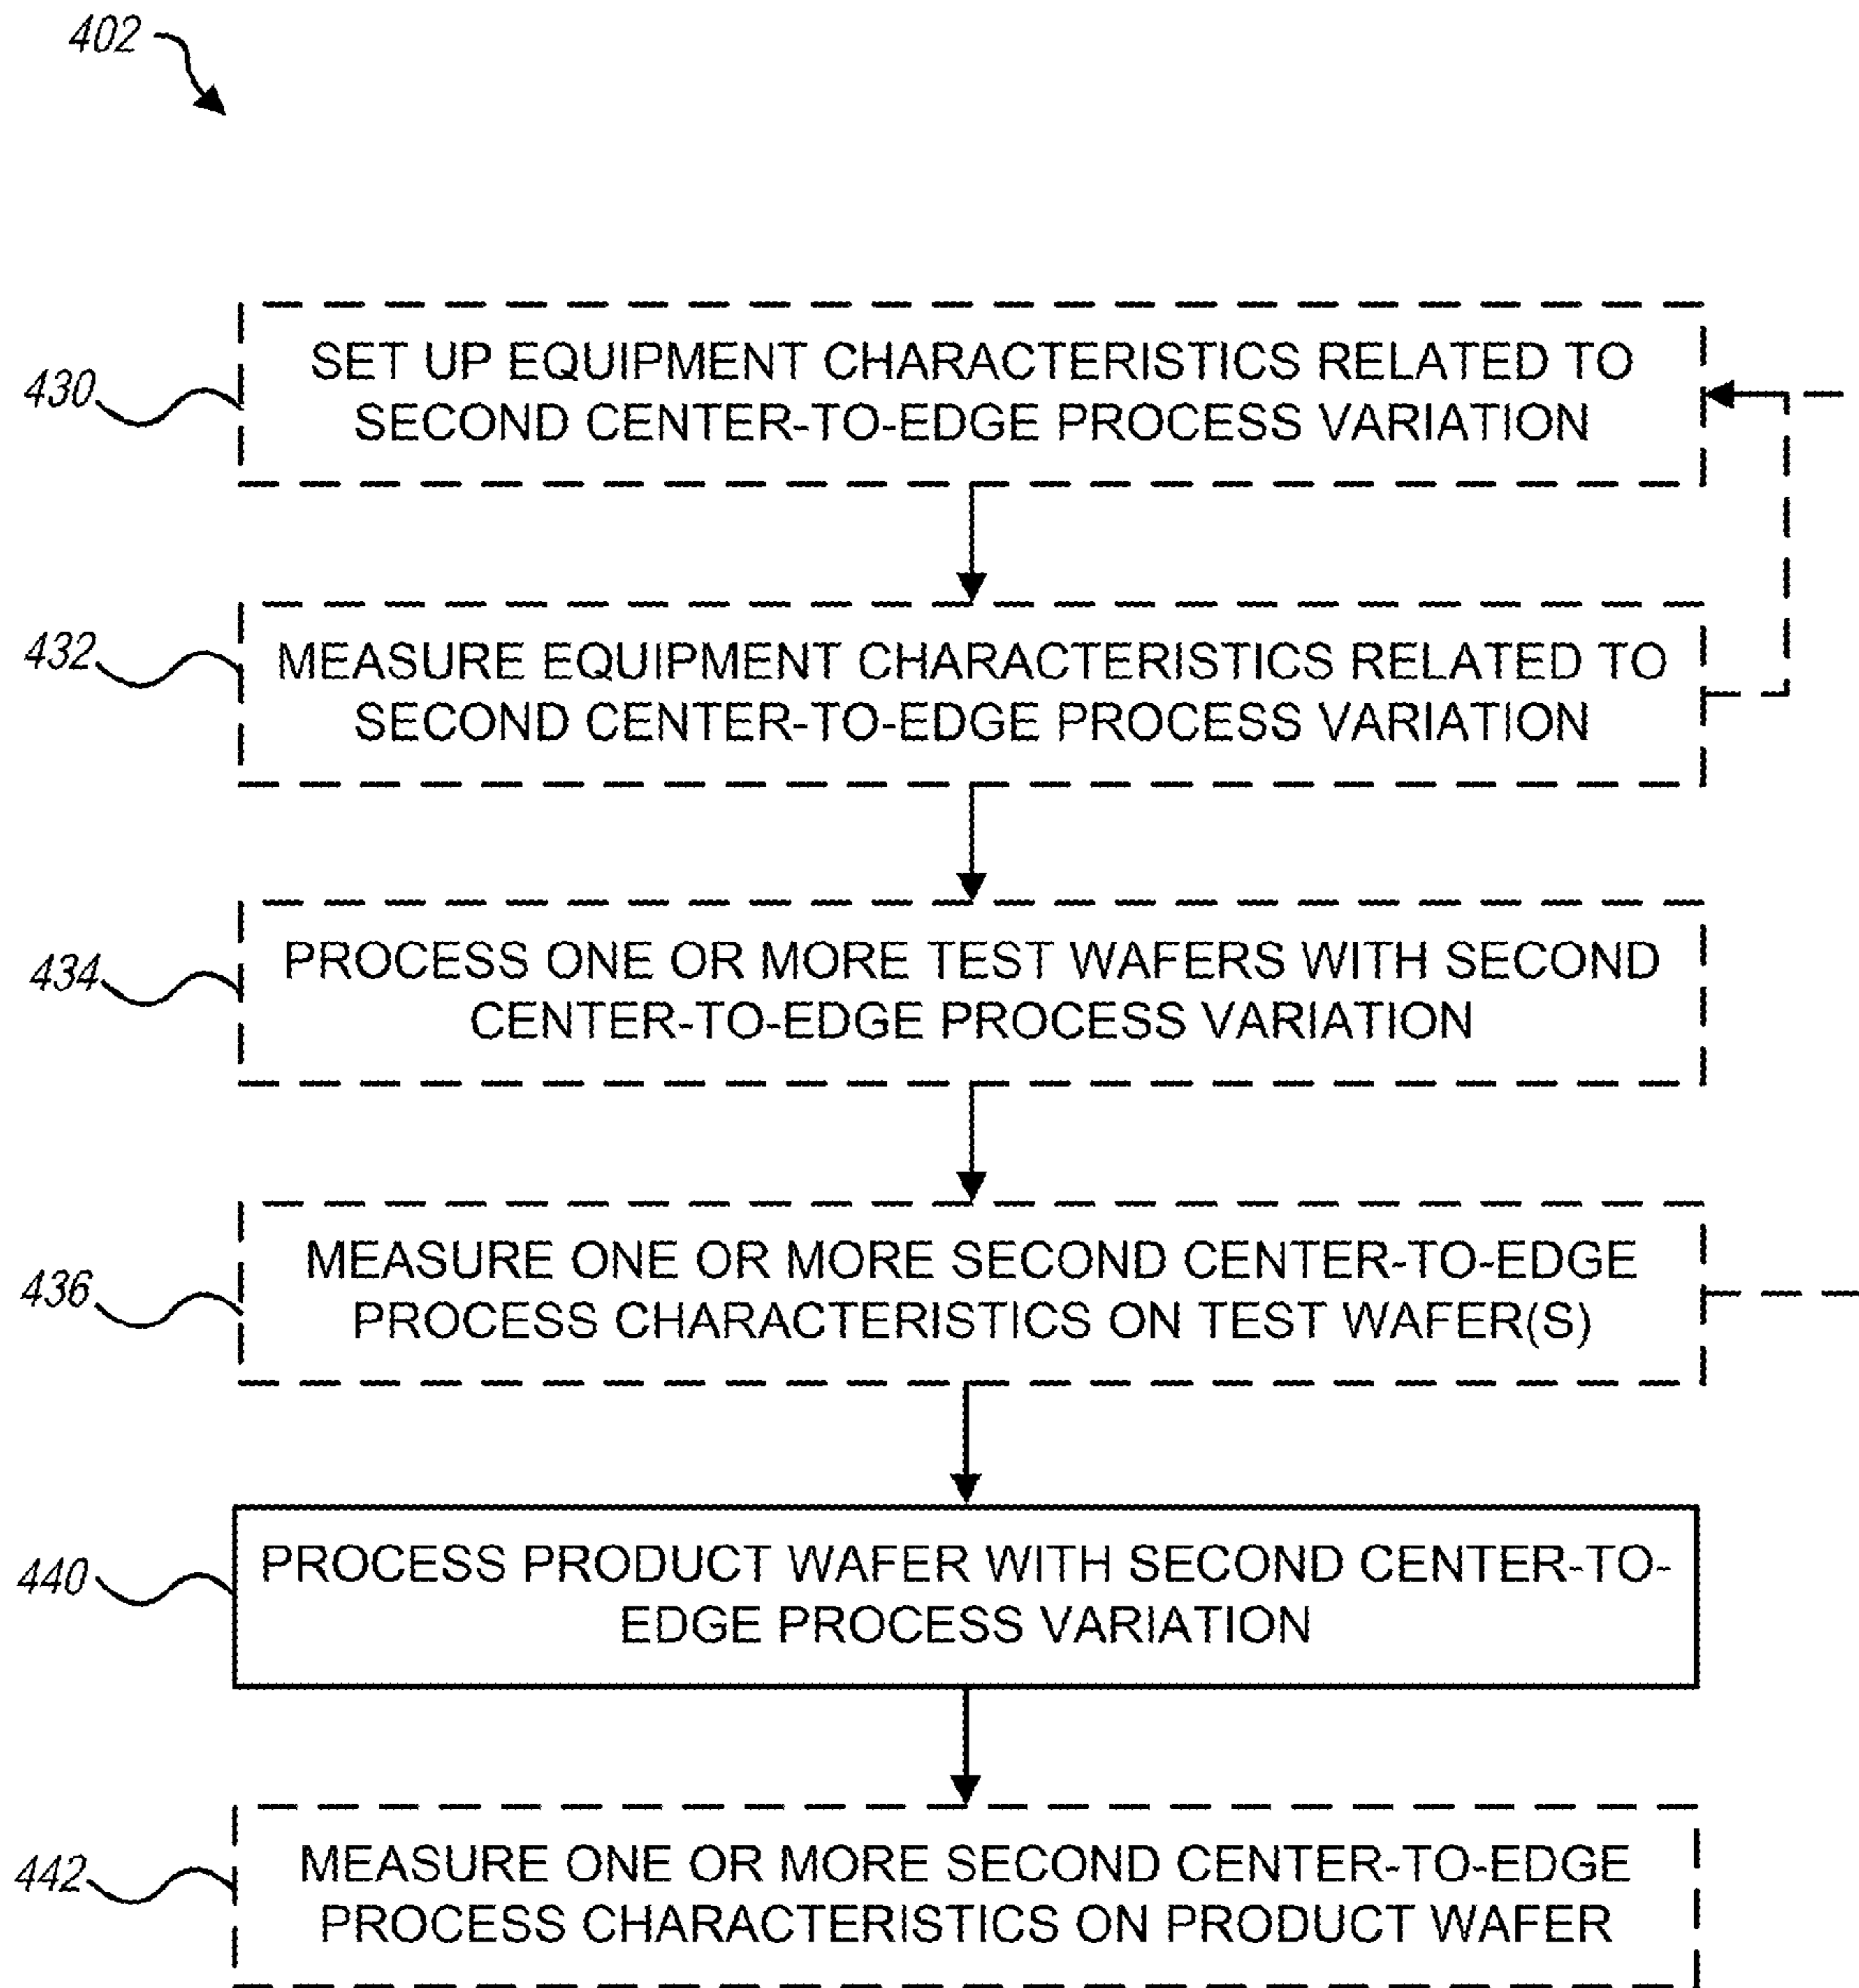 402
430
SET UP EQUIPMENT CHARACTERISTICS RELATED TO
SECOND CENTER-TO-EDGE PROCESS VARIATION
432
MEASURE EQUIPMENT CHARACTERISTICS RELATED TO
SECOND CENTER-TO-EDGE PROCESS VARIATION
434
PROCESS ONE OR MORE TEST WAFERS WITH SECOND
CENTER-TO-EDGE PROCESS VARIATION
436
MEASURE ONE OR MORE SECOND CENTER-TO-EDGE
PROCESS CHARACTERISTICS ON TEST WAFER(S)
440
PROCESS PRODUCT WAFER WITH SECOND CENTER-TO-
EDGE PROCESS VARIATION
442
MEASURE ONE OR MORE SECOND CENTER-TO-EDGE
PROCESS CHARACTERISTICS ON PRODUCT WAFER